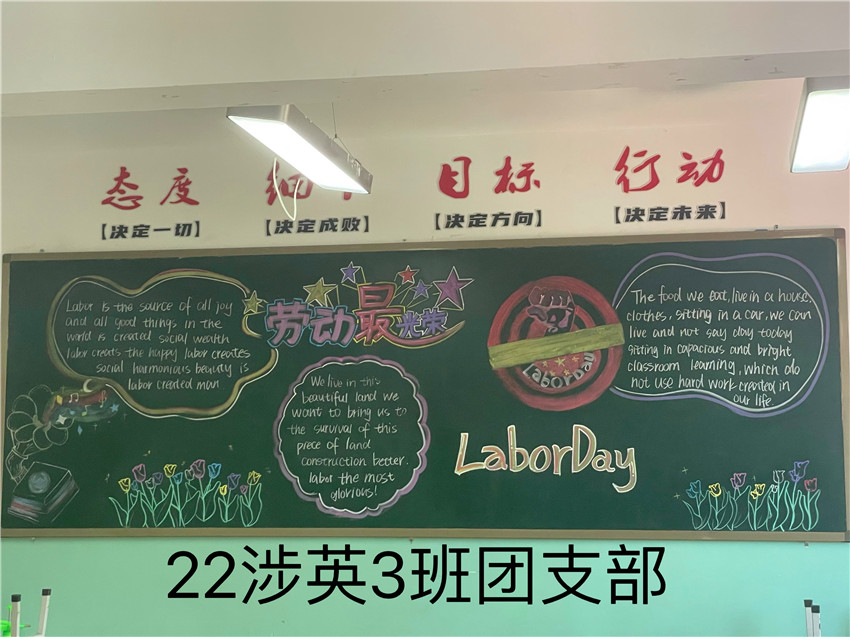 态度
目标
行动
【决定一切】
【决定成败】
【决定方向】
【决定未来】
Labor is the source of all joy
and all good things in the
world is created social wealth
labor creats the happy labor creates
social harmonious beauty is
labor created man
劳动最光荣
We live in this
beautiful land we
want to bring us to
the survival of this
piece of land
construction better.
labor the most
glorious!
LaborDay
The food we eat, live in a house,
clothes, sitting in a car, we can
live and not say day today
sitting in capacious and bright
classroom learning, which do
not use hard work created in
our life.
LaborDay
22涉英3班团支部